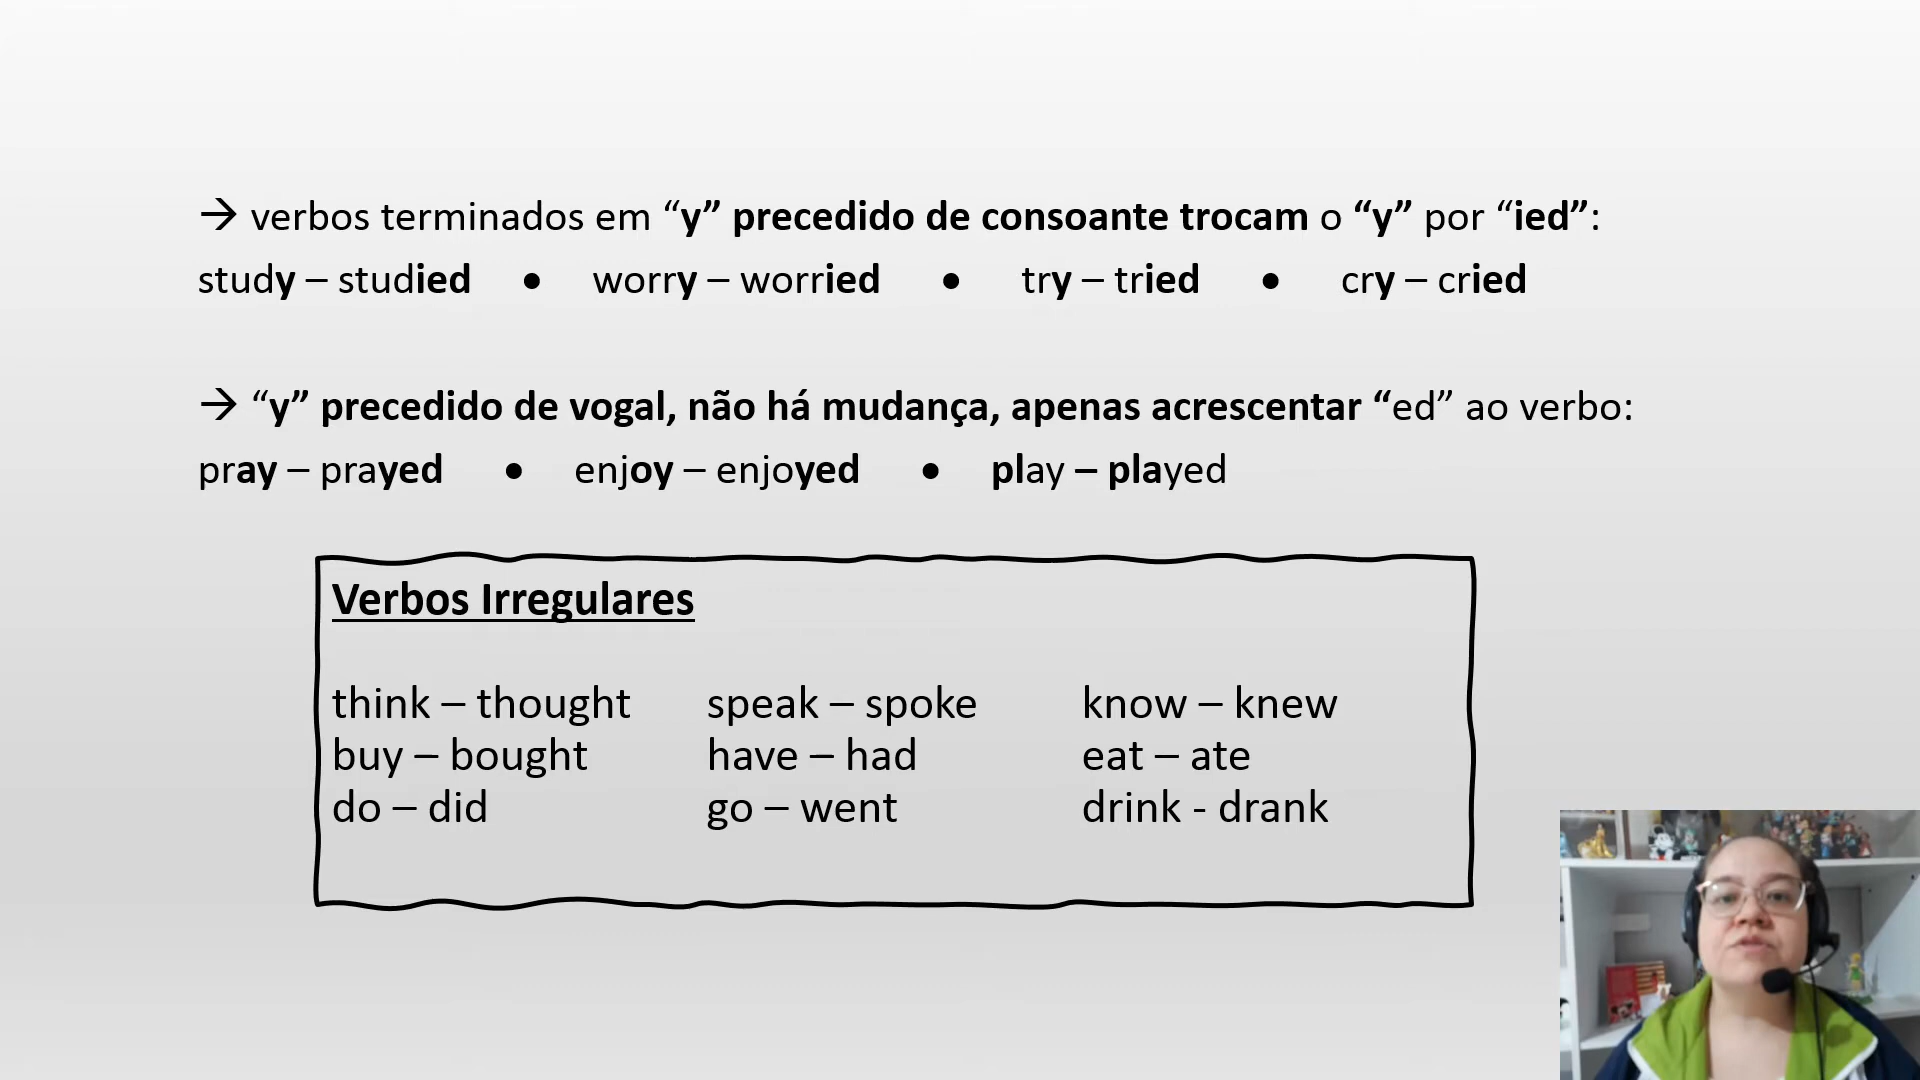 → verbos terminados em “y” precedido de consoante trocam o “y” por “ied”:
study – studied • worry – worried • try – tried • cry – cried
→ “y” precedido de vogal, não há mudança, apenas acrescentar “ed” ao verbo:
pray – prayed • enjoy – enjoyed • play – played
Verbos Irregulares
think – thought speak – spoke know – knew
buy – bought have – had eat – ate
do – did go – went drink - drank